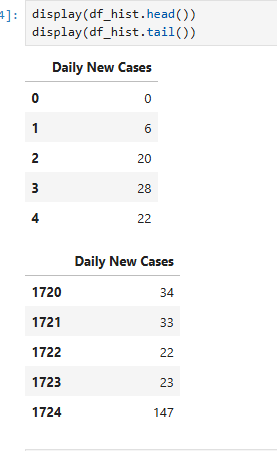 4]: display(df_hist.head())
display(df_hist.tail())
Daily New Cases
0 0
1 6
2 20
3 28
4 22
Daily New Cases
1720 34
1721 33
1722 22
1723 23
1724 147